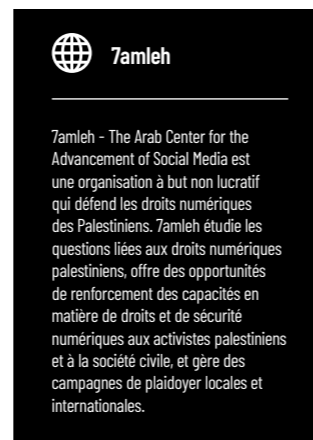 7amleh
7amleh - The Arab Center for the
Advancement of Social Media est
une organisation à but non lucratif
qui défend les droits numériques
des Palestiniens. 7amleh étudie les
questions liées aux droits numériques
palestiniens, offre des opportunités
de renforcement des capacités en
matière de droits et de sécurité
numériques aux activistes palestiniens
et à la société civile, et gère des
campagnes de plaidoyer locales et
internationales.